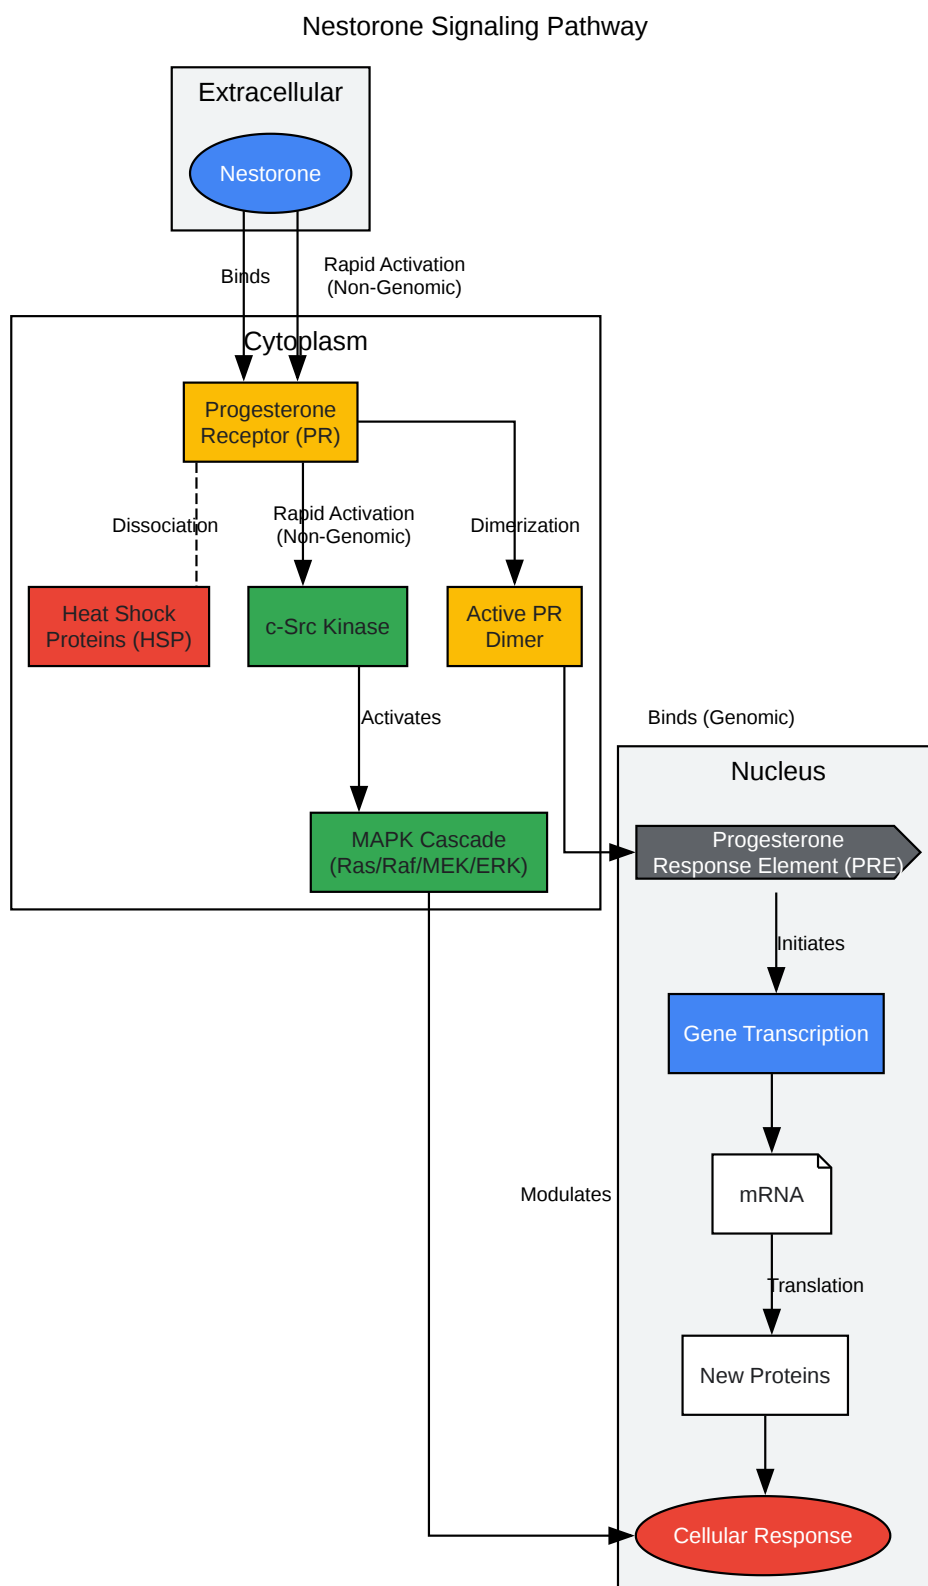 Nestorone Signaling Pathway
Extracellular
Nestorone
Binds
Rapid Activation
(Non-Genomic)
Cytoplasm
Progesterone
Receptor (PR)
Dissociation
Rapid Activation
(Non-Genomic)
Dimerization
Heat Shock
Proteins (HSP)
c-Src Kinase
Active PR
Dimer
Activates
Binds (Genomic)
Nucleus
MAPK Cascade
(Ras/Raf/MEK/ERK)
Progesterone
Response Element (PRE)
Initiates
Gene Transcription
Modulates
mRNA
Translation
New Proteins
Cellular Response